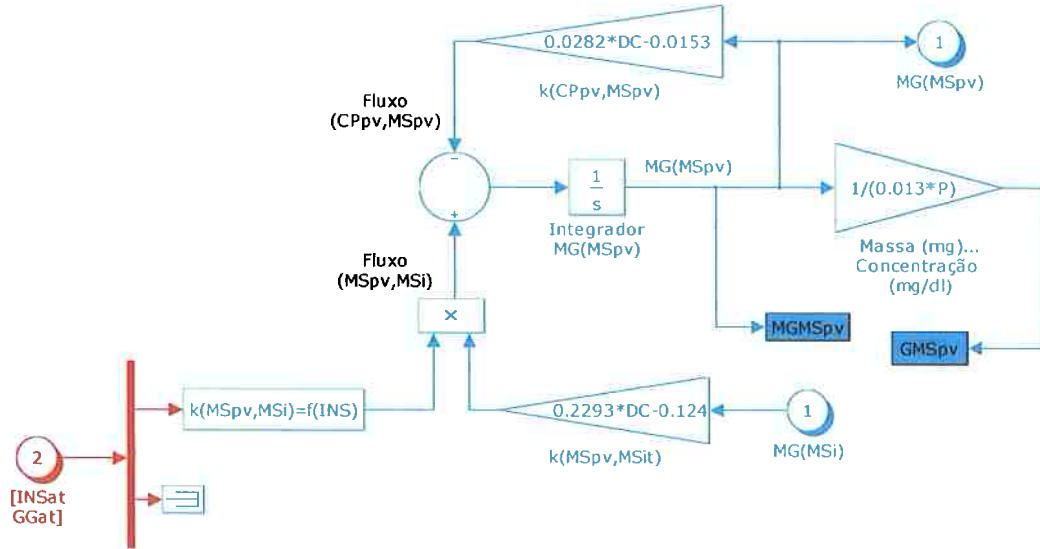 0.0282*DC-0.0153
1
k(CPpv,MSpv)
MG(MSpv)
Fluxo
(CPpv,MSpv)
-
MG(MSpv)
1
s
1/(0.013*P)
+
Integrador
MG(MSpv)
Massa (mg)...
Concentração
(mg/dl)
Fluxo
(MSpv,MSi)
×
MGMSpv
GMSpv
k(MSpv,MSi)=f(INS)
0.2293*DC-0.124
1
k(MSpv,MSit)
MG(MSi)
2
[INSat
GGat]